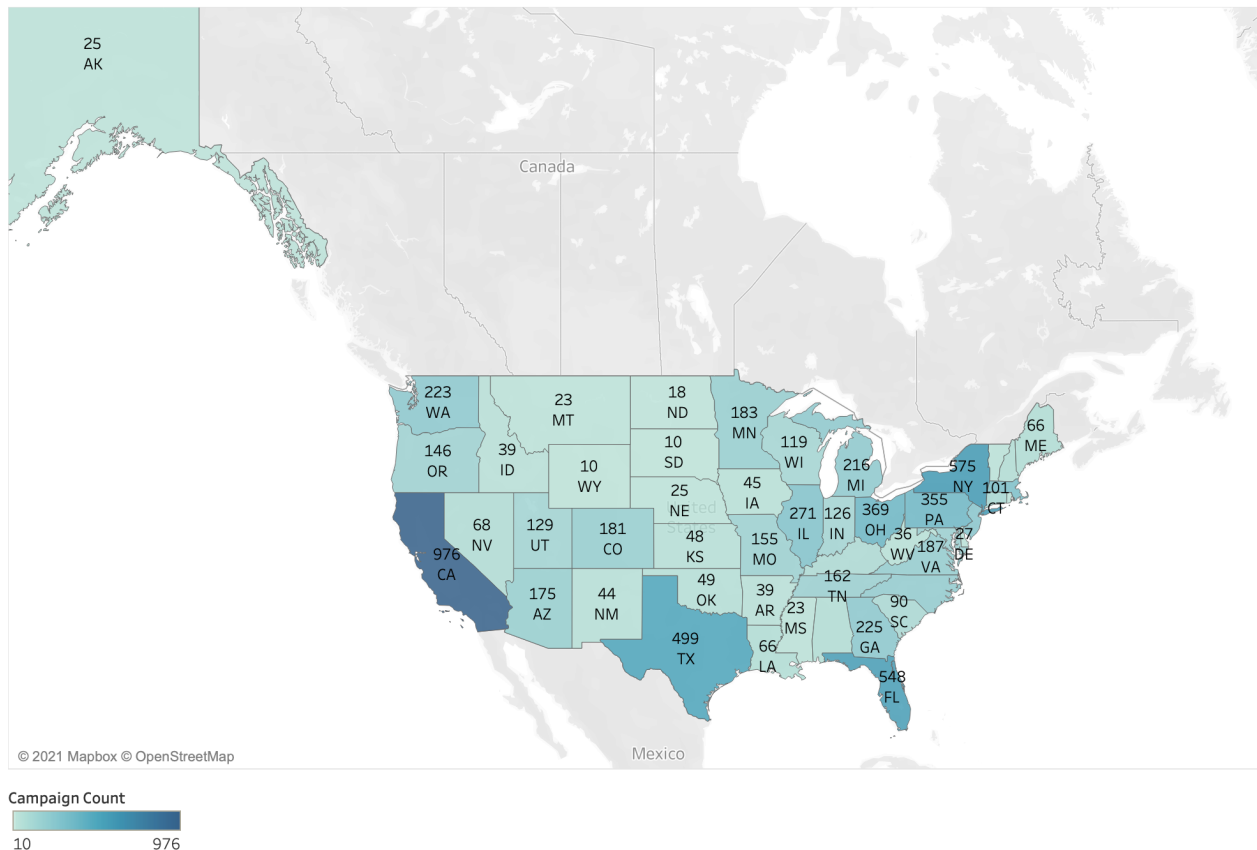 25
AK
Canada
223
WA
23
MT
18
ND
183
MN
66
ME
146
OR
39
ID
10
WY
10
SD
119
WI
216
MI
575
NY
101
CT
45
IA
25
NE
United
States
68
NV
129
UT
181
CO
48
KS
155
MO
271
IL
126
IN
369
OH
355
PA
36
WV
187
VA
27
DE
976
CA
175
AZ
44
NM
49
OK
39
AR
162
TN
90
SC
499
TX
66
LA
23
MS
225
GA
548
FL
Mexico
© 2021 Mapbox © OpenStreetMap
Campaign Count
10
976